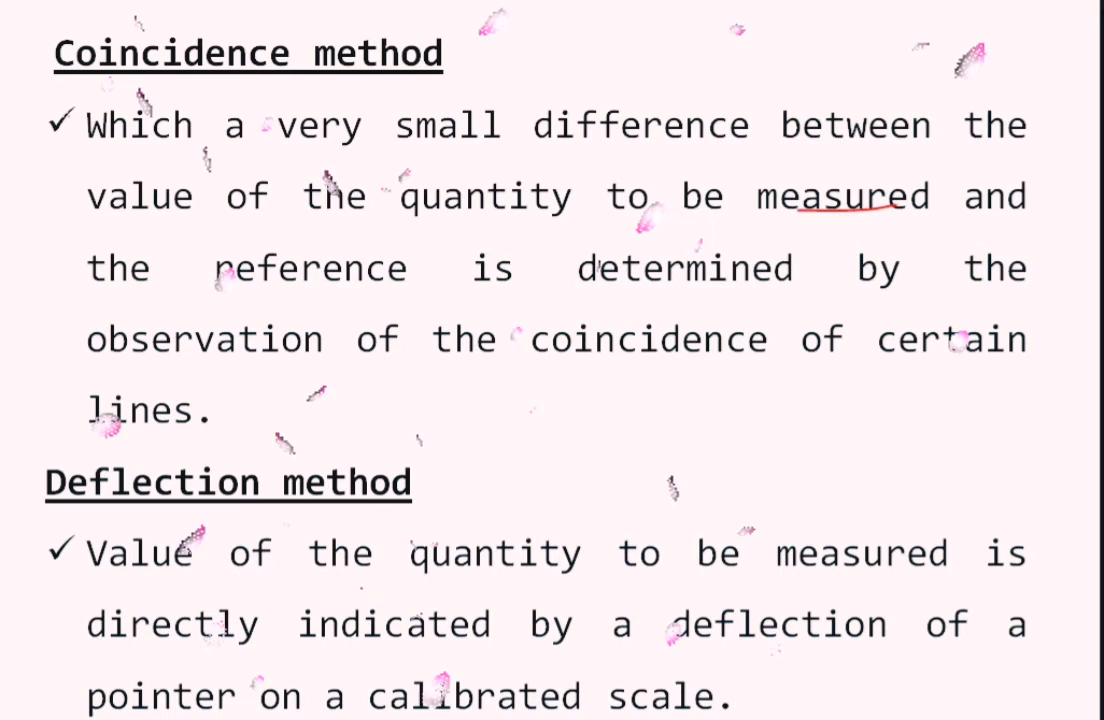 Coincidence method
✓ Which a very small difference between the
value of the quantity to be measured and
the reference is determined by the
observation of the coincidence of certain
lines.
Deflection method
✓ Value of the quantity to be measured is
directly indicated by a deflection of a
pointer on a calibrated scale.